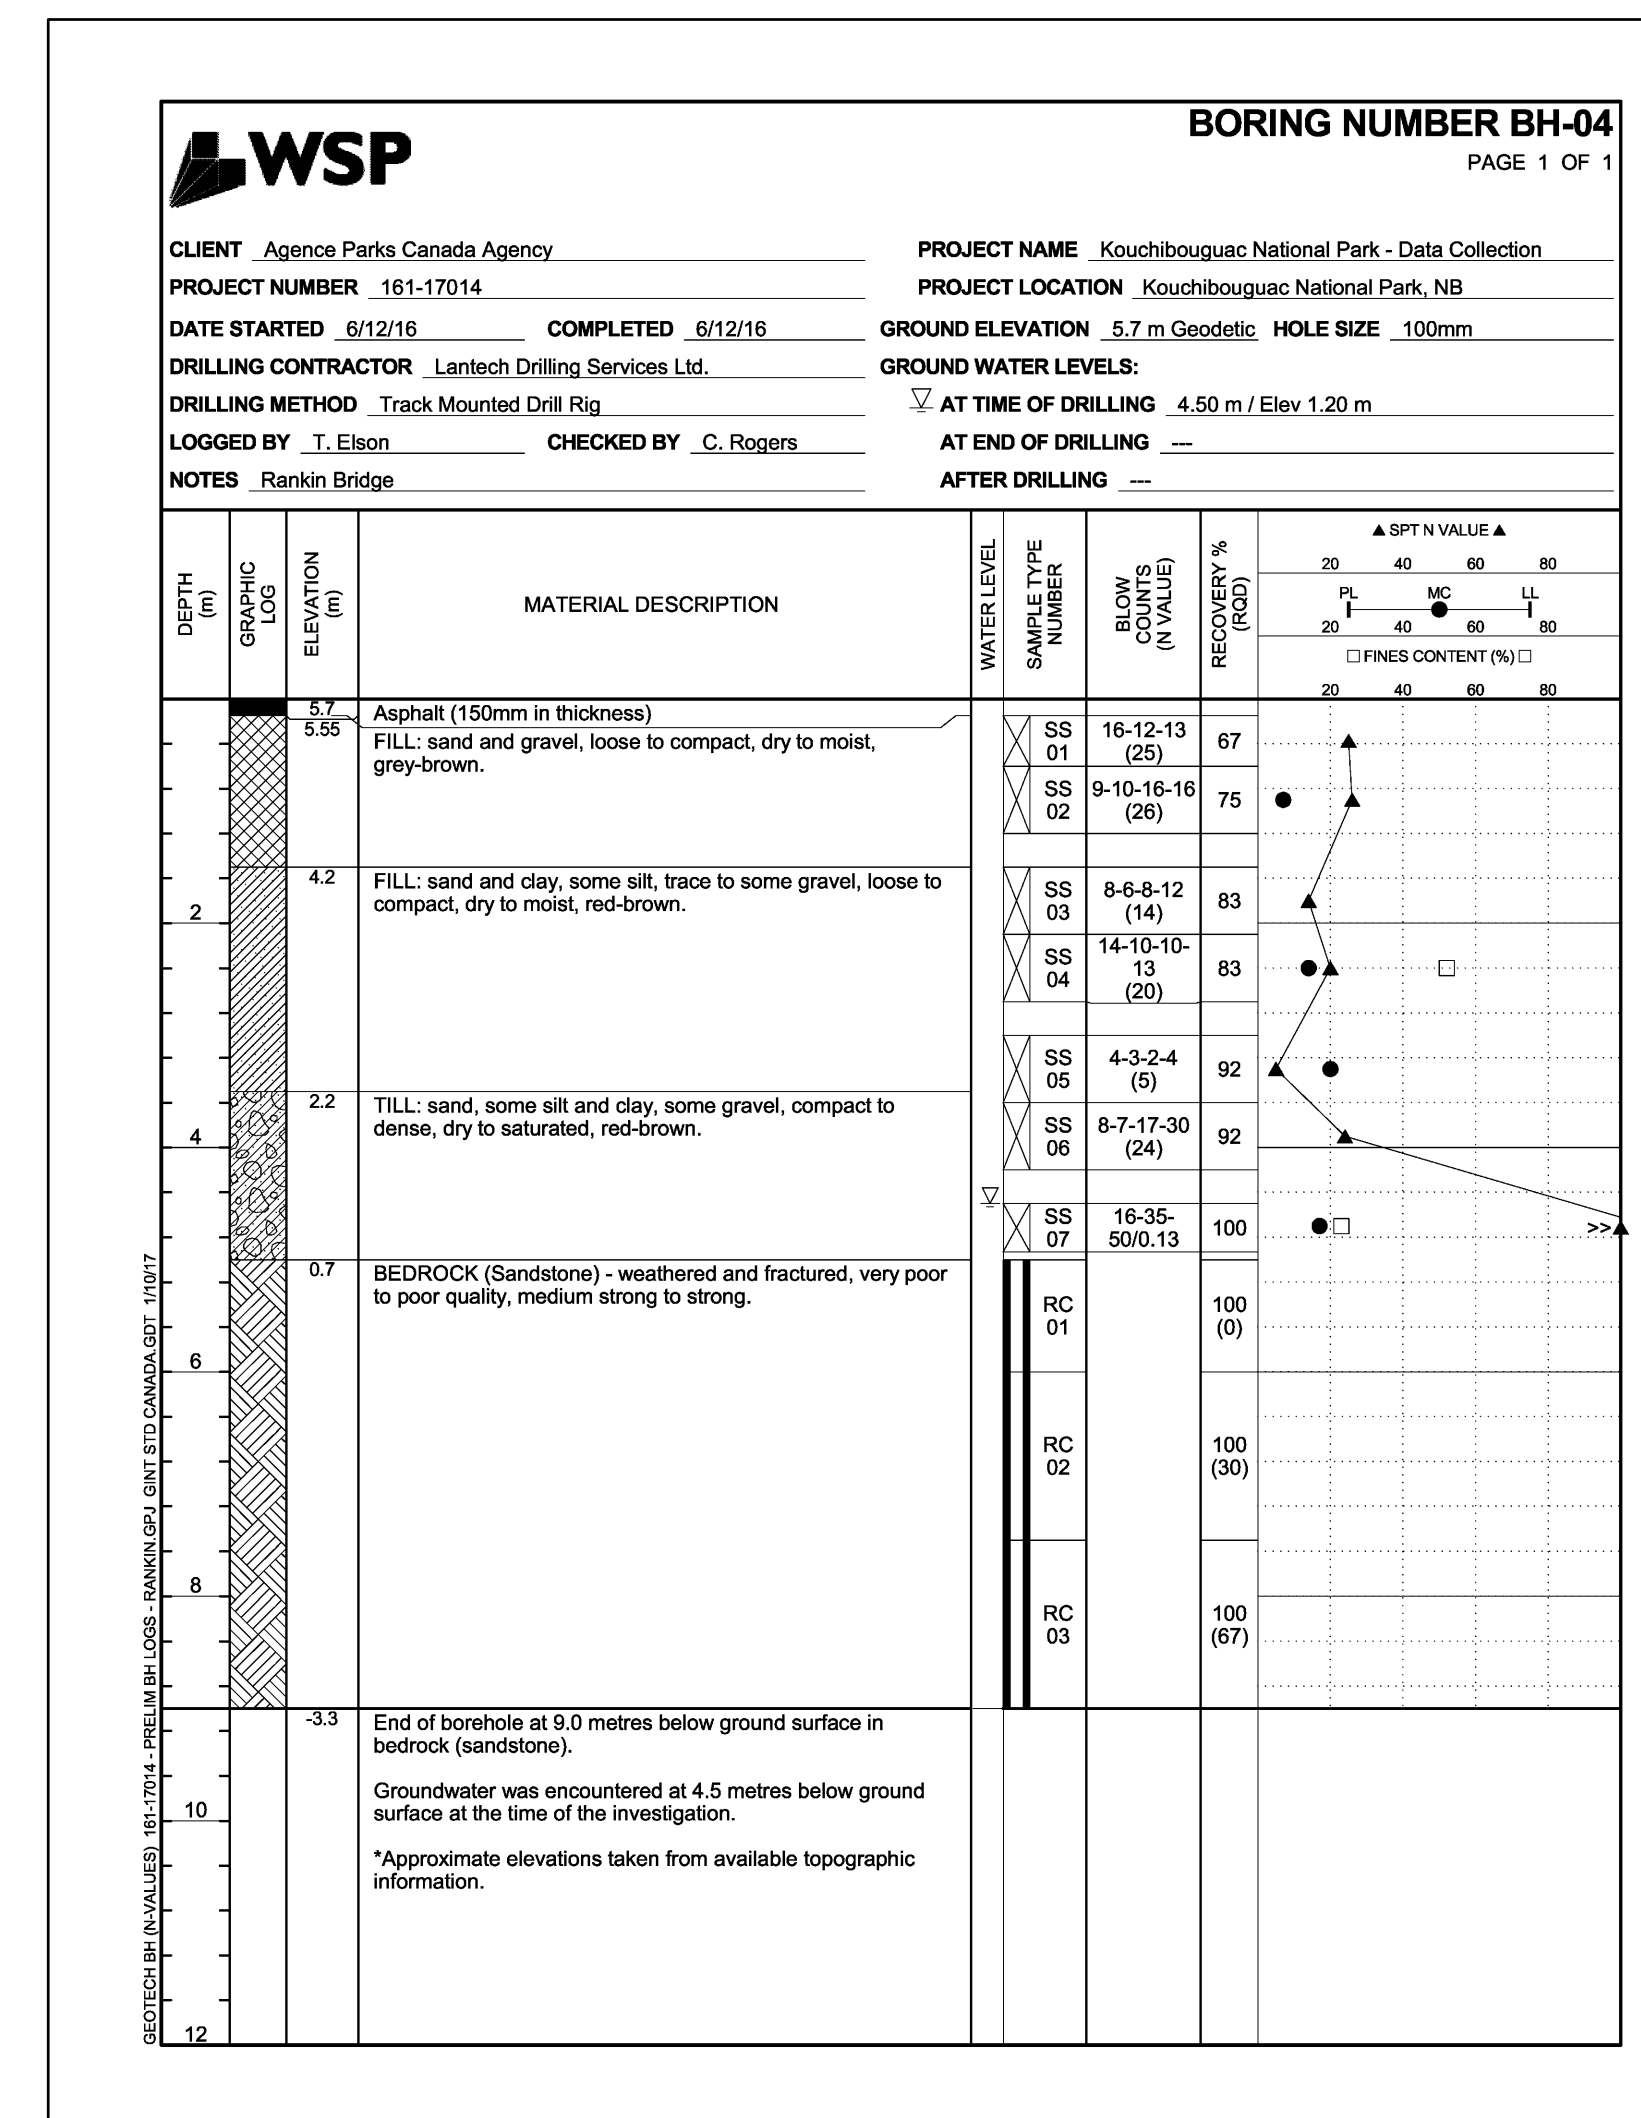 WSP
BORING NUMBER BH-04
PAGE 1 OF 1
CLIENT Agence Parks Canada Agency
PROJECT NAME Kouchibouguac National Park - Data Collection
PROJECT NUMBER 161-17014
PROJECT LOCATION Kouchibouguac National Park, NB
DATE STARTED 6/12/16 COMPLETED 6/12/16
GROUND ELEVATION 5.7 m Geodetic HOLE SIZE 100mm
DRILLING CONTRACTOR Lantech Drilling Services Ltd.
GROUND WATER LEVELS:
DRILLING METHOD Track Mounted Drill Rig
AT TIME OF DRILLING 4.50 m / Elev 1.20 m
LOGGED BY T. Elson CHECKED BY C. Rogers
AT END OF DRILLING ---
NOTES Rankin Bridge
AFTER DRILLING ---
DEPTH
(m)
GRAPHIC
LOG
ELEVATION
(m)
MATERIAL DESCRIPTION
WATER LEVEL
SAMPLE TYPE
NUMBER
BLOW
COUNTS
(N VALUE)
RECOVERY %
(RQD)
▲ SPT N VALUE ▲
20 40 60 80
PL MC LL
20 40 60 80
□ FINES CONTENT (%) □
20 40 60 80
5.7
Asphalt (150mm in thickness)
5.55
FILL: sand and gravel, loose to compact, dry to moist,
grey-brown.
SS
01
16-12-13
(25)
67
SS
02
9-10-16-16
(26)
75
4.2
FILL: sand and clay, some silt, trace to some gravel, loose to
compact, dry to moist, red-brown.
2
SS
03
8-6-8-12
(14)
83
SS
04
14-10-10-
13
(20)
83
SS
05
4-3-2-4
(5)
92
2.2
TILL: sand, some silt and clay, some gravel, compact to
dense, dry to saturated, red-brown.
4
SS
06
8-7-17-30
(24)
92
SS
07
16-35-
50/0.13
100
>>
0.7
BEDROCK (Sandstone) - weathered and fractured, very poor
to poor quality, medium strong to strong.
RC
01
100
(0)
6
RC
02
100
(30)
8
RC
03
100
(67)
-3.3
End of borehole at 9.0 metres below ground surface in
bedrock (sandstone).
Groundwater was encountered at 4.5 metres below ground
surface at the time of the investigation.
10
*Approximate elevations taken from available topographic
information.
12
GEOTECH BH (N-VALUES) 161-17014 - PRELIM BH LOGS - RANKIN.GPJ GINT STD CANADA.GDT 1/10/17